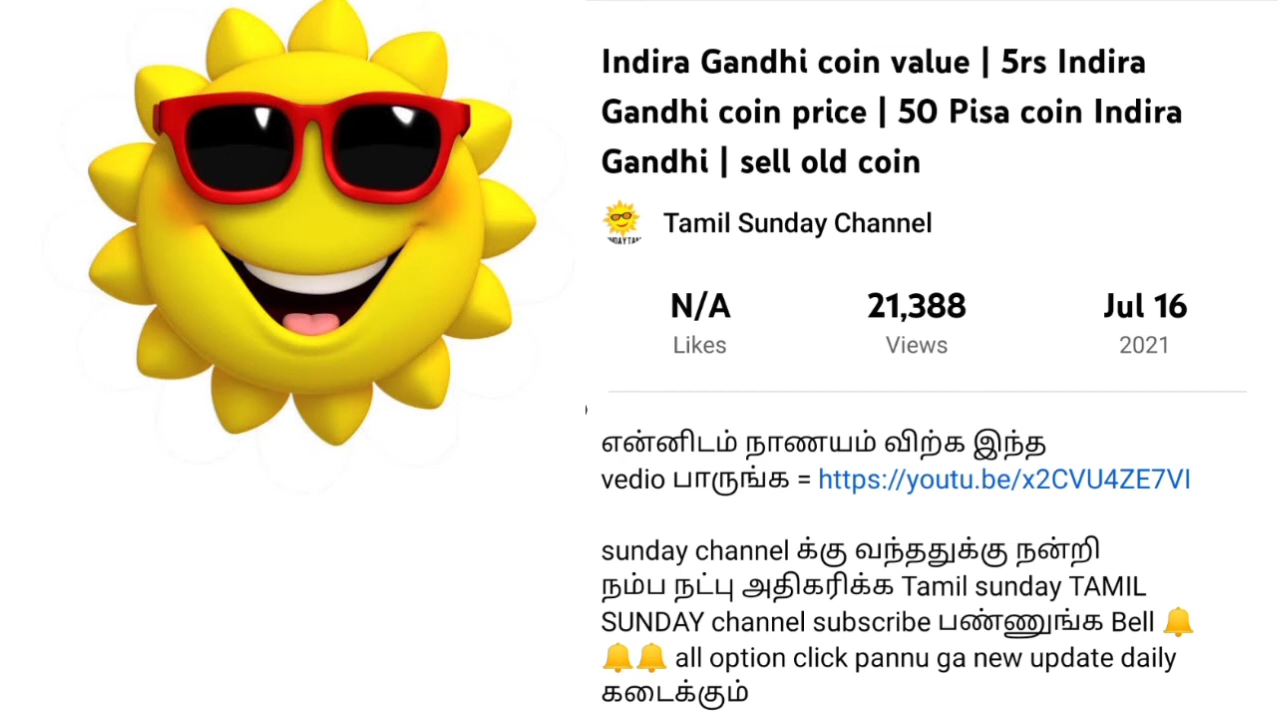 Indira Gandhi coin value | 5rs Indira
Gandhi coin price | 50 Pisa coin Indira
Gandhi | sell old coin
Tamil Sunday Channel
N/A 21,388 Jul 16
Likes Views 2021
என்னிடம் நாணயம் விற்க இந்த
vedio பாருங்க = https://youtu.be/x2CVU4ZE7VI
sunday channel க்கு வந்ததுக்கு நன்றி
நம்ப நட்பு அதிகரிக்க Tamil sunday TAMIL
SUNDAY channel subscribe பண்ணுங்க Bell 🔔
🔔🔔 all option click pannu ga new update daily
கடைக்கும்